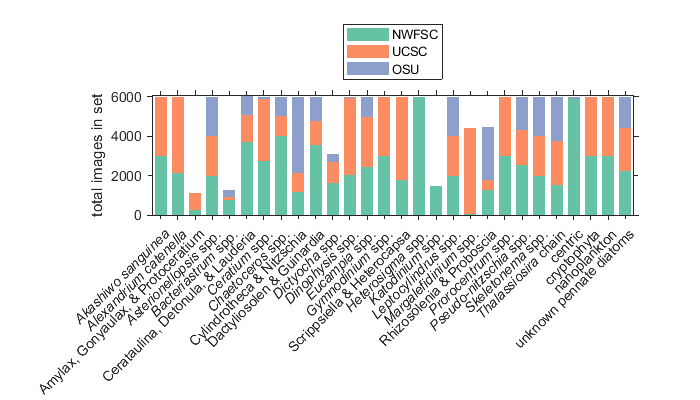 NWFSC
UCSC
OSU
total images in set
6000
4000
2000
0
Akashiwo sanguinea
Alexandrium catenella
Amylax, Gonyaulax, & Protoceratium
Asterionellopsis spp.
Bacteriastrum spp.
Cerataulina, Detonula, & Lauderia
Ceratium spp.
Chaetoceros spp.
Cylindrotheca & Nitzschia
Dactyliosolen & Guinardia
Dictyocha spp.
Dinophysis spp.
Eucampia spp.
Gymnodinium spp.
Scrippsiella & Heterocapsa
Heterosigma spp.
Katodinium spp.
Leptocylindrus spp.
Margalefidinium spp.
Rhizosolenia & Proboscia
Prorocentrum spp.
Pseudo-nitzschia spp.
Skeletonema spp.
Thalassiosira chain
centric
cryptophyta
nanoplankton
unknown pennate diatoms